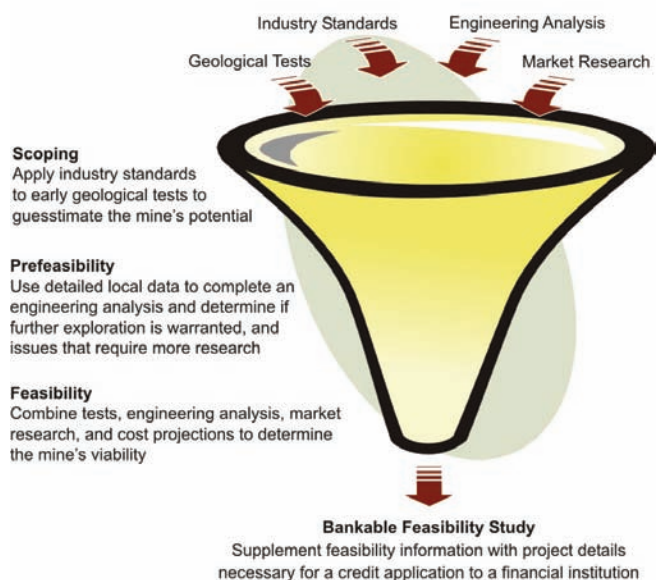 Industry Standards
Engineering Analysis
Geological Tests
Market Research
Scoping
Apply industry standards
to early geological tests to
guesstimate the mine's potential
Prefeasibility
Use detailed local data to complete an
engineering analysis and determine if
further exploration is warranted, and
issues that require more research
Feasibility
Combine tests, engineering analysis, market
research, and cost projections to determine
the mine's viability
Bankable Feasibility Study
Supplement feasibility information with project details
necessary for a credit application to a financial institution